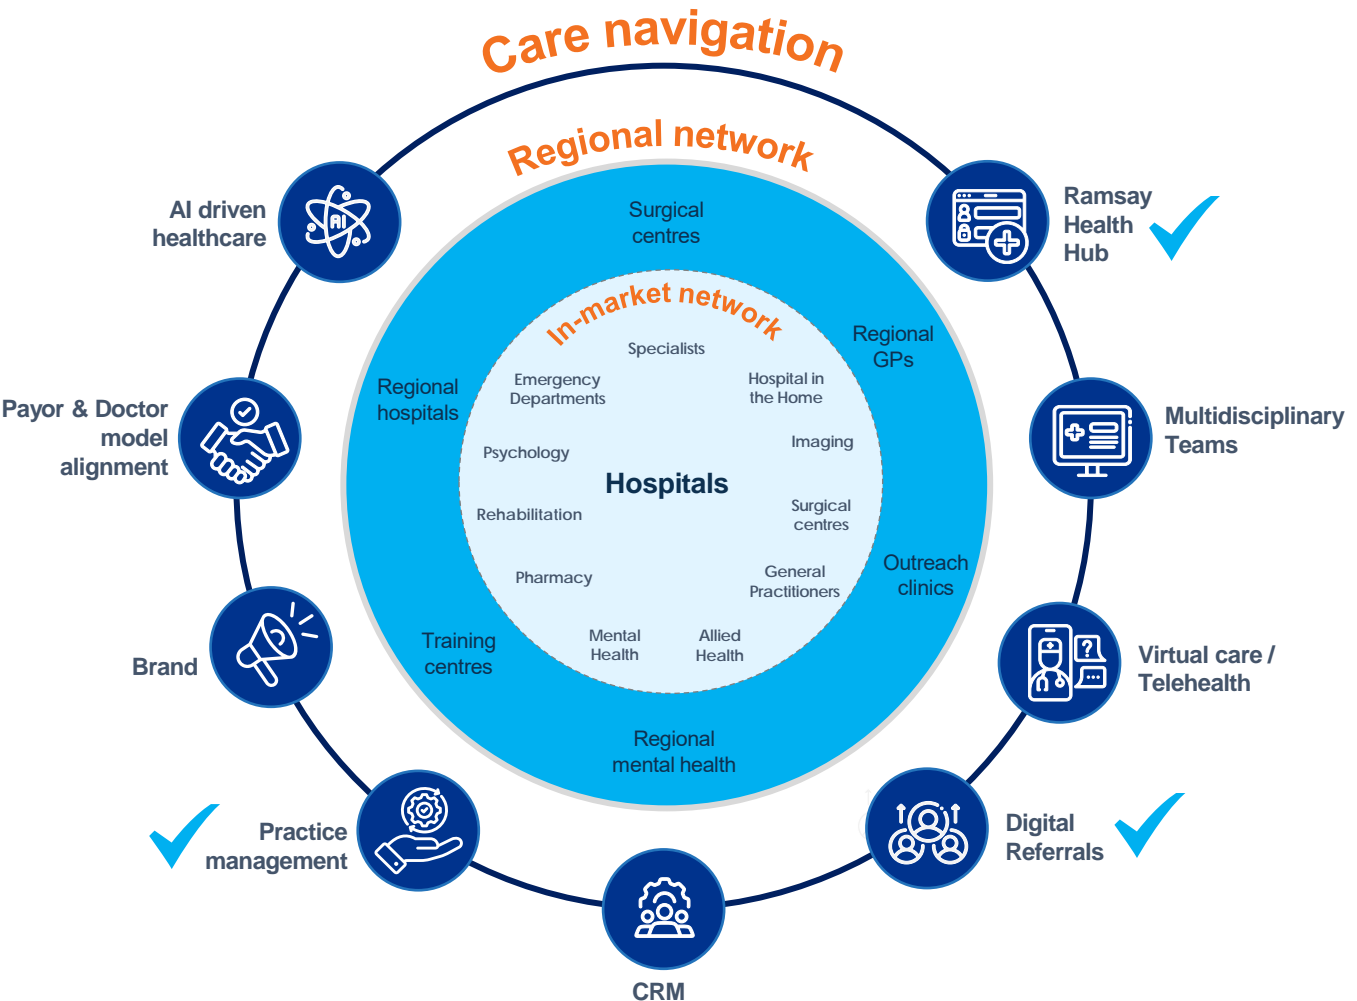 Care navigation
Regional network
AI driven
healthcare
AI
Ramsay
Health
Hub
Surgical
centres
In-market network
Regional
GPs
Specialists
Emergency
Departments
Hospital in
the Home
Regional
hospitals
Payor & Doctor
model
alignment
Multidisciplinary
Teams
Imaging
Psychology
Hospitals
Rehabilitation
Surgical
centres
Pharmacy
General
Practitioners
Outreach
clinics
Mental
Health
Allied
Health
Training
centres
Brand
Virtual care /
Telehealth
?
Regional
mental health
Practice
management
Digital
Referrals
CRM